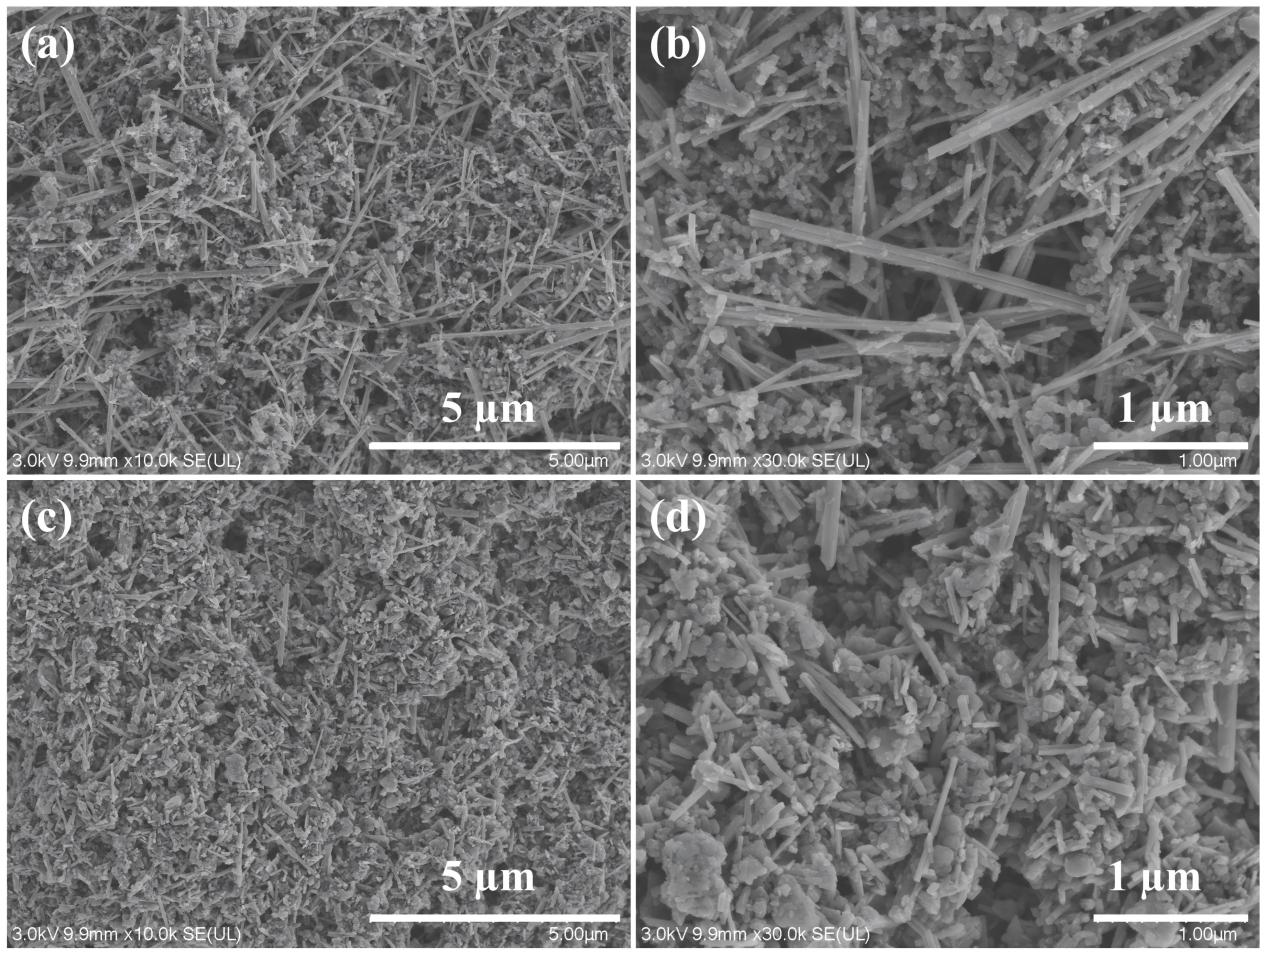 (a)
5 μm
3.0kV 9.9mm x10.0k SE(UL) 5.00μm
(b)
1 μm
3.0kV 9.9mm x30.0k SE(UL) 1.00μm
(c)
5 μm
3.0kV 9.9mm x10.0k SE(UL) 5.00μm
(d)
1 μm
3.0kV 9.9mm x30.0k SE(UL) 1.00μm